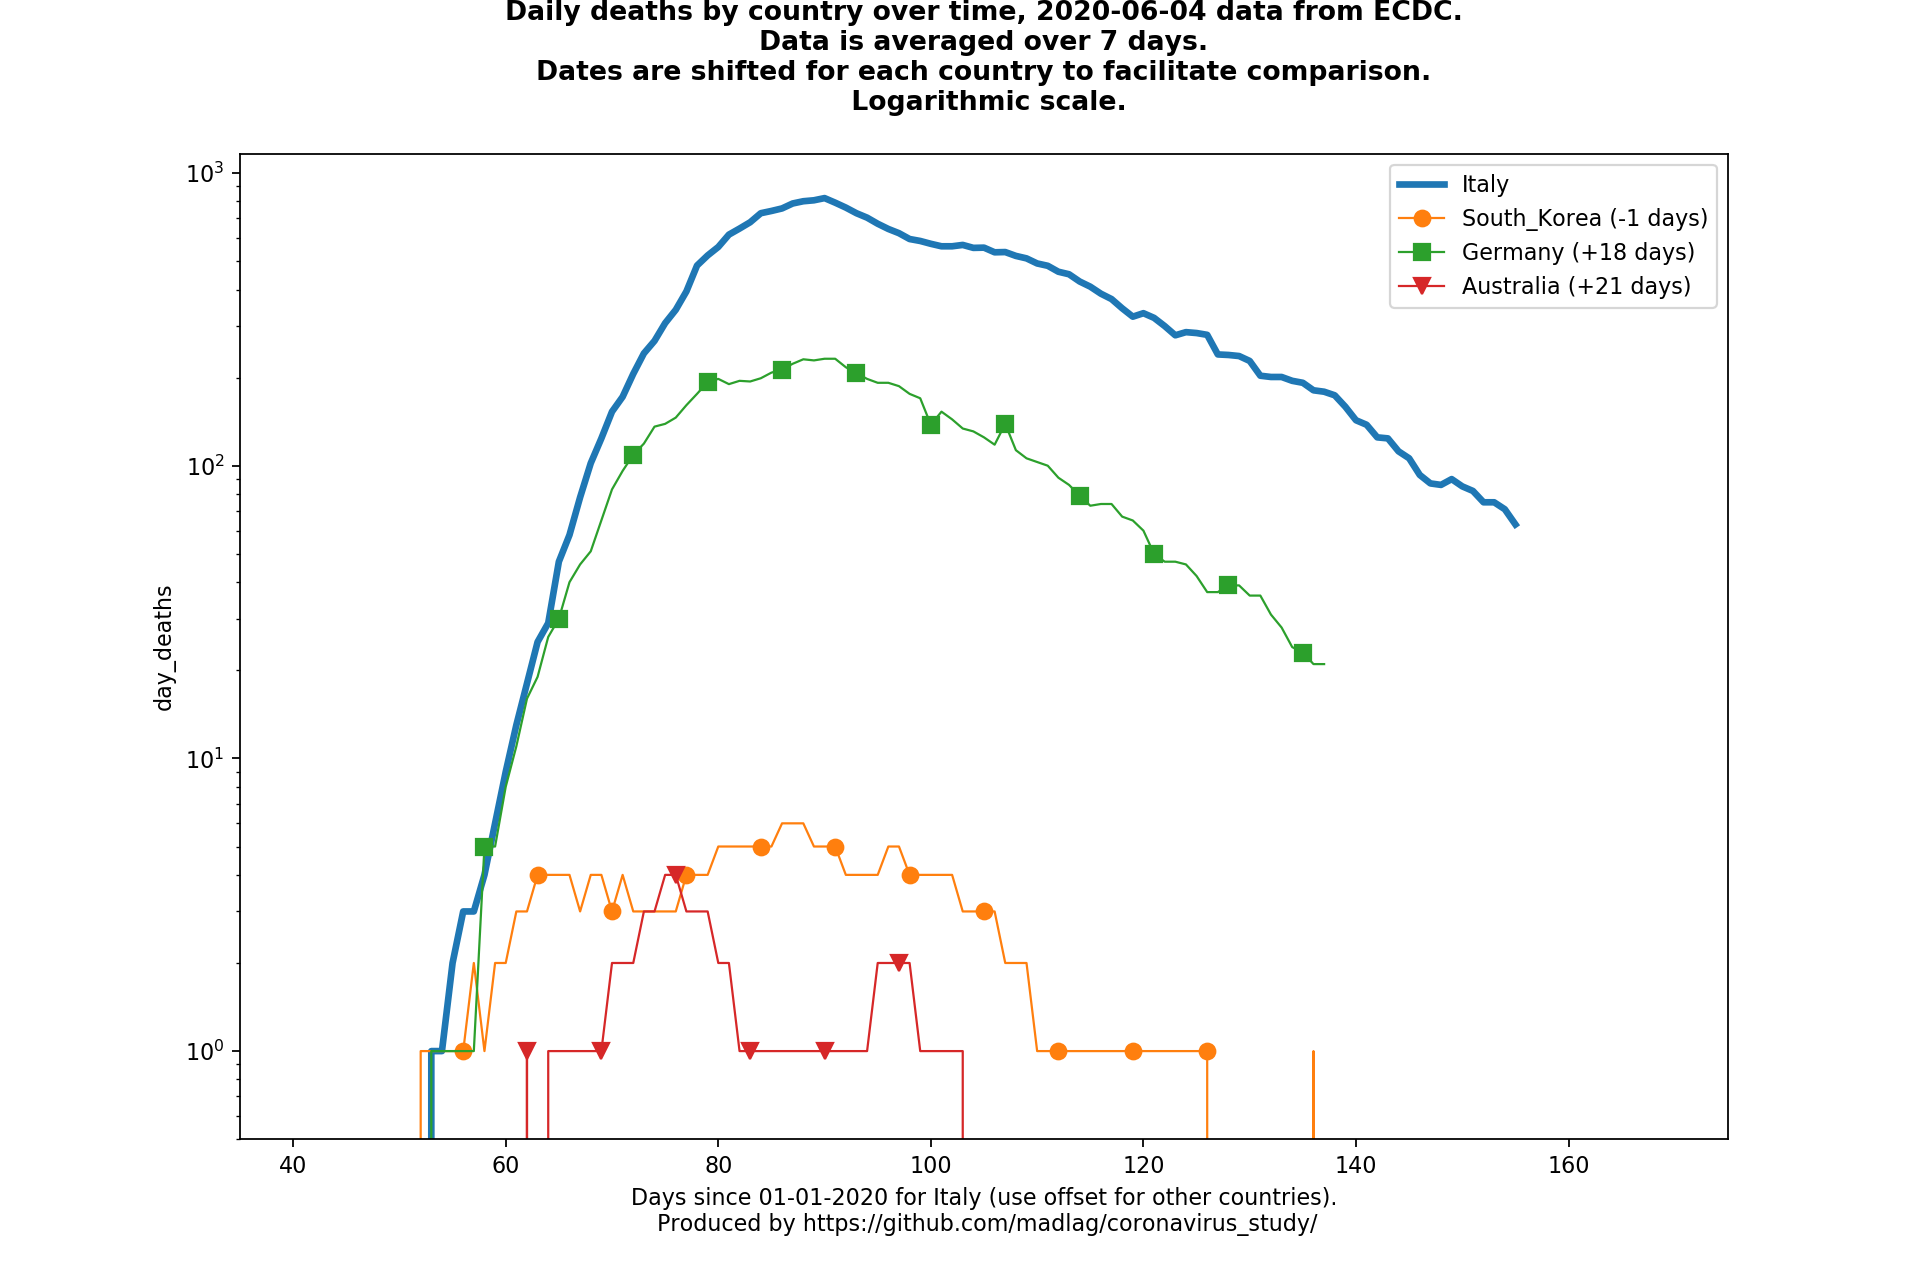 Daily deaths by country over time, 2020-06-04 data from ECDC.
Data is averaged over 7 days.
Dates are shifted for each country to facilitate comparison.
Logarithmic scale.
10³
10²
10¹
10⁰
day_deaths
Italy
South_Korea (-1 days)
Germany (+18 days)
Australia (+21 days)
40 60 80 100 120 140 160
Days since 01-01-2020 for Italy (use offset for other countries).
Produced by https://github.com/madlag/coronavirus_study/